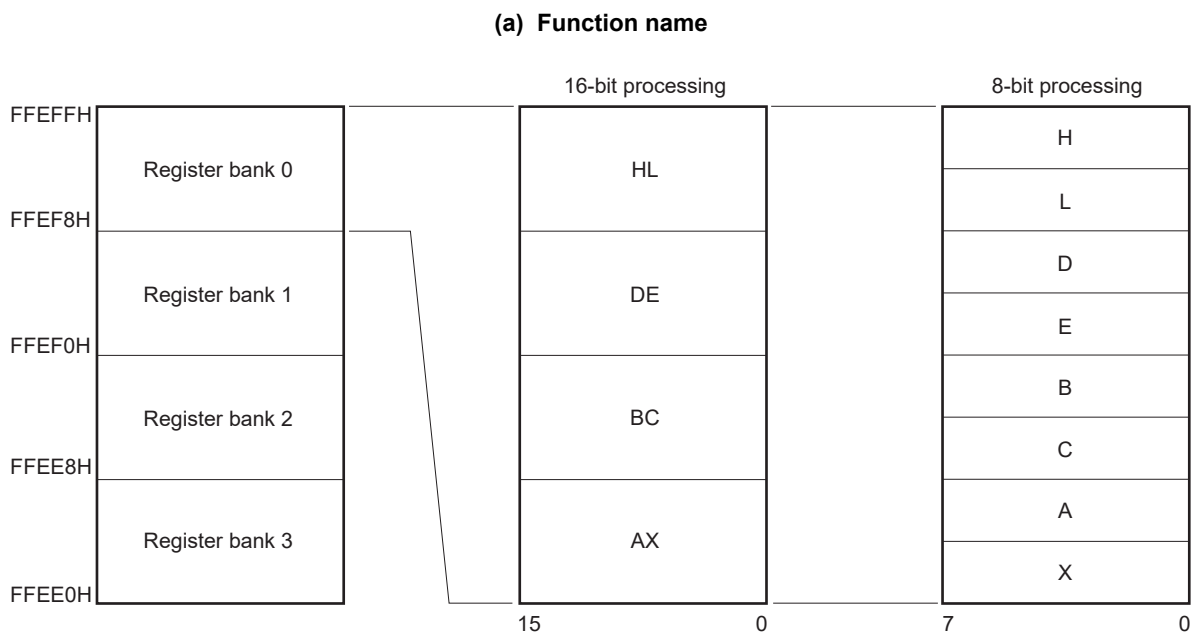 (a) Function name
16-bit processing
8-bit processing
FFEFFH
Register bank 0
HL
H
L
FFEF8H
Register bank 1
DE
D
E
FFEF0H
Register bank 2
BC
B
C
FFEE8H
Register bank 3
AX
A
X
FFEE0H
15 0
7 0